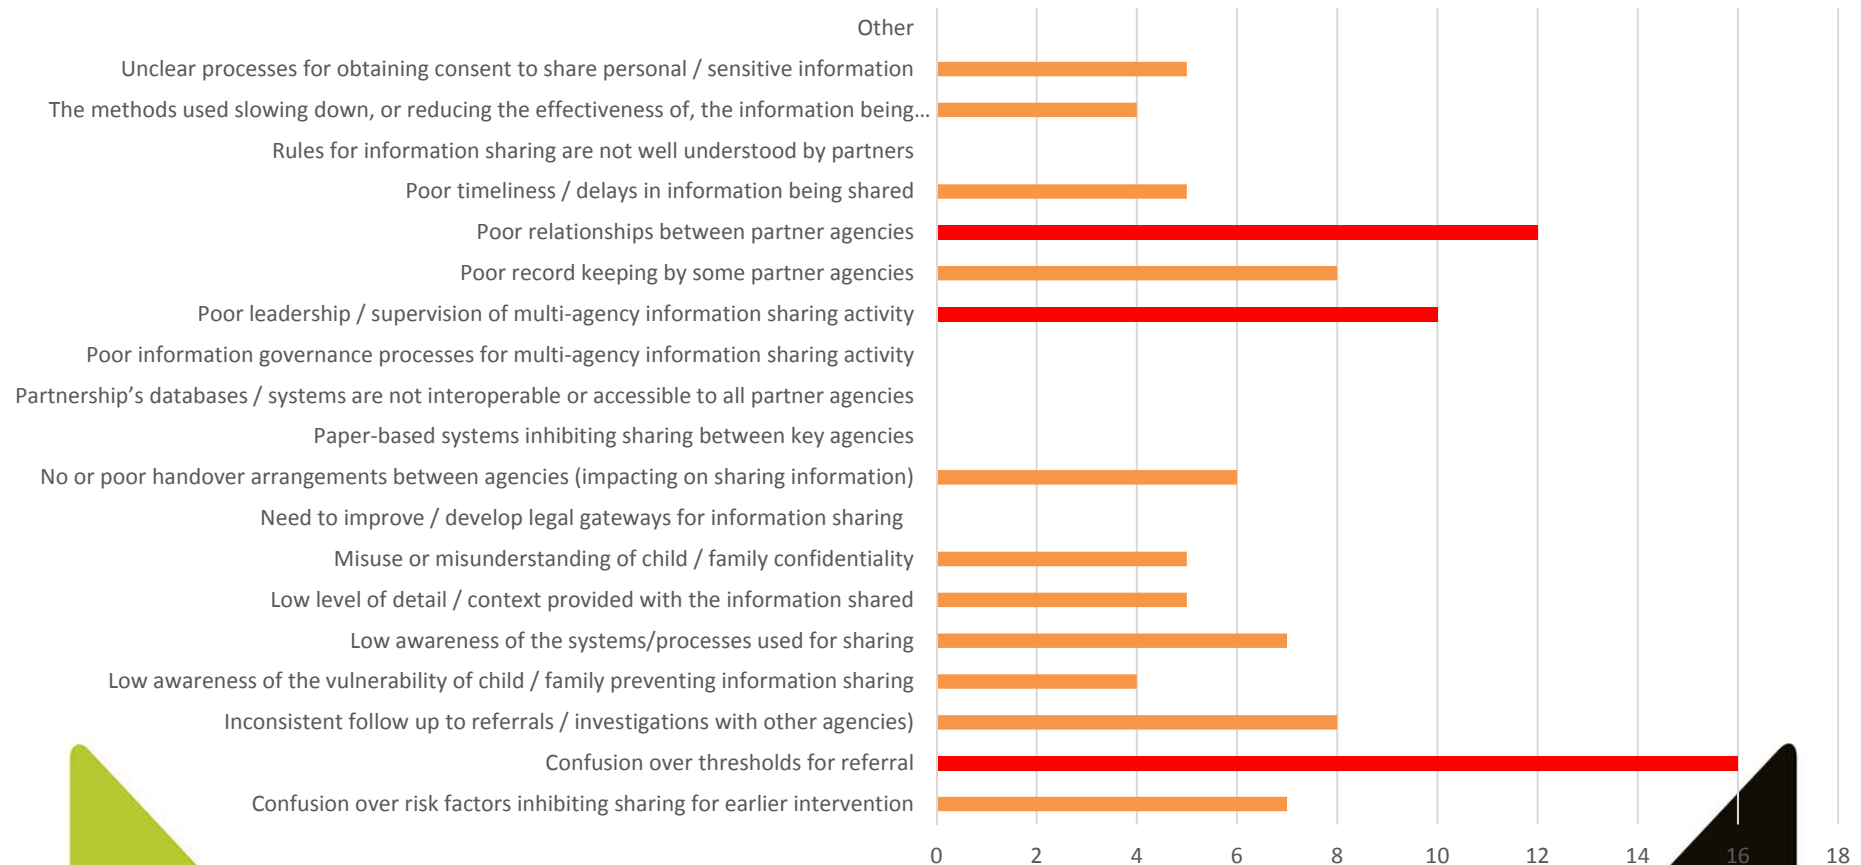 Other
Unclear processes for obtaining consent to share personal / sensitive information
The methods used slowing down, or reducing the effectiveness of, the information being…
Rules for information sharing are not well understood by partners
Poor timeliness / delays in information being shared
Poor relationships between partner agencies
Poor record keeping by some partner agencies
Poor leadership / supervision of multi-agency information sharing activity
Poor information governance processes for multi-agency information sharing activity
Partnership’s databases / systems are not interoperable or accessible to all partner agencies
Paper-based systems inhibiting sharing between key agencies
No or poor handover arrangements between agencies (impacting on sharing information)
Need to improve / develop legal gateways for information sharing
Misuse or misunderstanding of child / family confidentiality
Low level of detail / context provided with the information shared
Low awareness of the systems/processes used for sharing
Low awareness of the vulnerability of child / family preventing information sharing
Inconsistent follow up to referrals / investigations with other agencies)
Confusion over thresholds for referral
Confusion over risk factors inhibiting sharing for earlier intervention
0 2 4 6 8 10 12 14 16 18